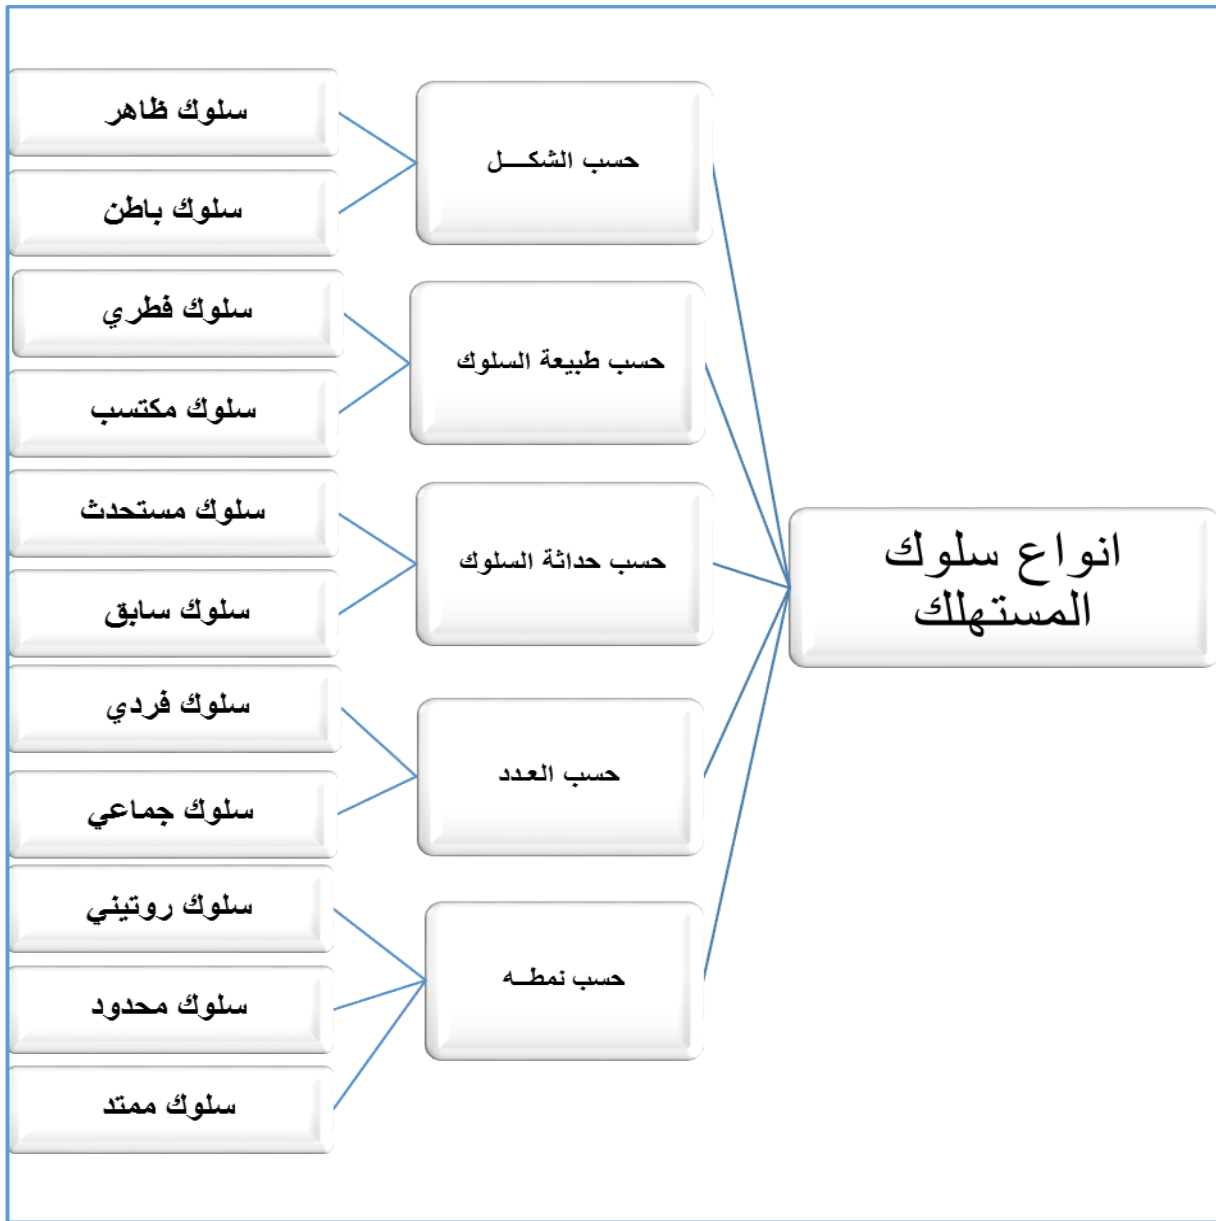 انواع سلوك
المستهلك
حسب الشكـــل
سلوك ظاهر
سلوك باطن
حسب طبيعة السلوك
سلوك فطري
سلوك مكتسب
حسب حداثة السلوك
سلوك مستحدث
سلوك سابق
حسب العدد
سلوك فردي
سلوك جماعي
حسب نمطــه
سلوك روتيني
سلوك محدود
سلوك ممتد